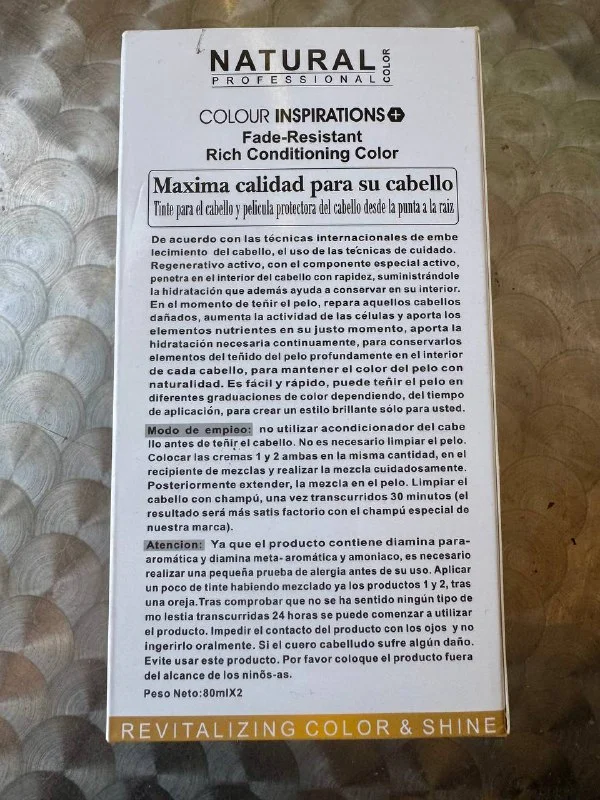 NATURAL COLOR
PROFESSIONAL
COLOUR INSPIRATIONS+
Fade-Resistant
Rich Conditioning Color
Maxima calidad para su cabello
Tinte para el cabello y pelicula protectora del cabello desde la punta a la raiz
De acuerdo con las técnicas internacionales de embe
lecimiento del cabello, el uso de las técnicas de cuidado.
Regenerativo activo, con el componente especial activo,
penetra en el interior del cabello con rapidez, suministrándole
la hidratación que además ayuda a conservar en su interior.
En el momento de teñir el pelo, repara aquellos cabellos
dañados, aumenta la actividad de las células y aporta los
elementos nutrientes en su justo momento, aporta la
hidratación necesaria continuamente, para conservarlos
elementos del teñido del pelo profundamente en el interior
de cada cabello, para mantener el color del pelo con
naturalidad. Es fácil y rápido, puede teñir el pelo en
diferentes graduaciones de color dependiendo, del tiempo
de aplicación, para crear un estilo brillante sólo para usted.
Modo de empleo: no utilizar acondicionador del cabe
llo antes de teñir el cabello. No es necesario limpiar el pelo.
Colocar las cremas 1 y 2 ambas en la misma cantidad, en el
recipiente de mezclas y realizar la mezcla cuidadosamente.
Posteriormente extender, la mezcla en el pelo. Limpiar el
cabello con champú, una vez transcurridos 30 minutos (el
resultado será más satis factorio con el champú especial de
nuestra marca).
Atencion: Ya que el producto contiene diamina para-
aromática y diamina meta- aromática y amoniaco, es necesario
realizar una pequeña prueba de alergia antes de su uso. Aplicar
un poco de tinte habiendo mezclado ya los productos 1 y 2, tras
una oreja. Tras comprobar que no se ha sentido ningún tipo de
mo lestia transcurridas 24 horas se puede comenzar a utilizar
el producto. Impedir el contacto del producto con los ojos y no
ingerirlo oralmente. Si el cuero cabelludo sufre algún daño.
Evite usar este producto. Por favor coloque el producto fuera
del alcance de los ninõs-as.
Peso Neto:80mlX2
REVITALIZING COLOR & SHINE